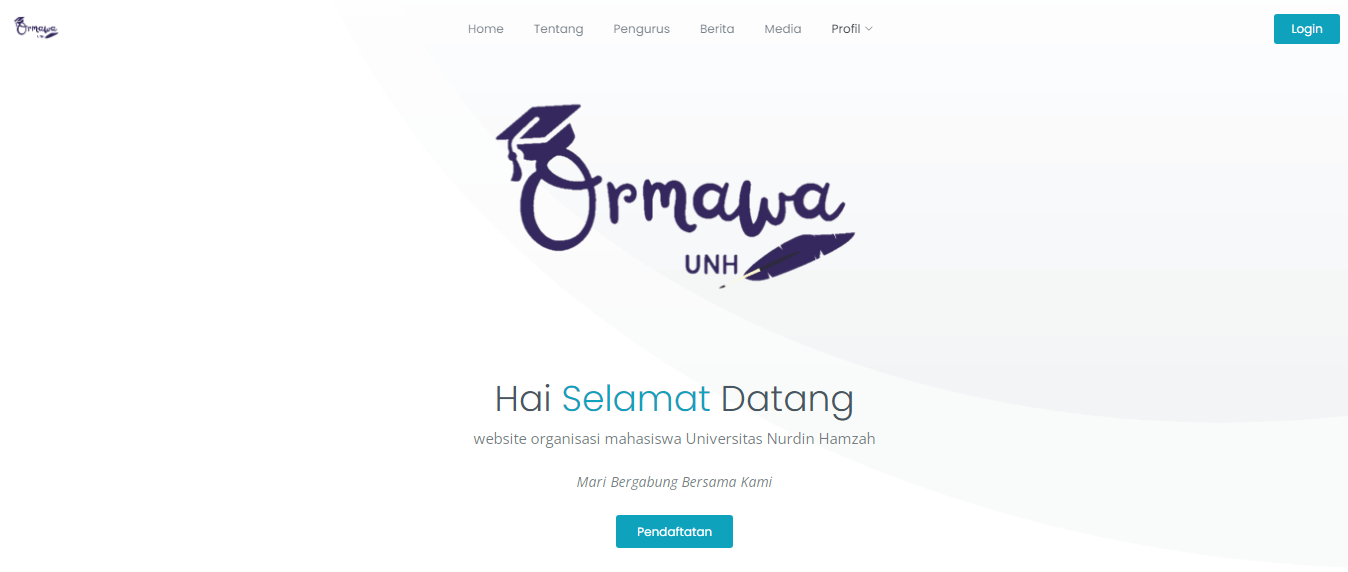 Ormawa
UNH
Home Tentang Pengurus Berita Media Profil Login
Ormawa
UNH
Hai Selamat Datang
website organisasi mahasiswa Universitas Nurdin Hamzah
Mari Bergabung Bersama Kami
Pendaftatan